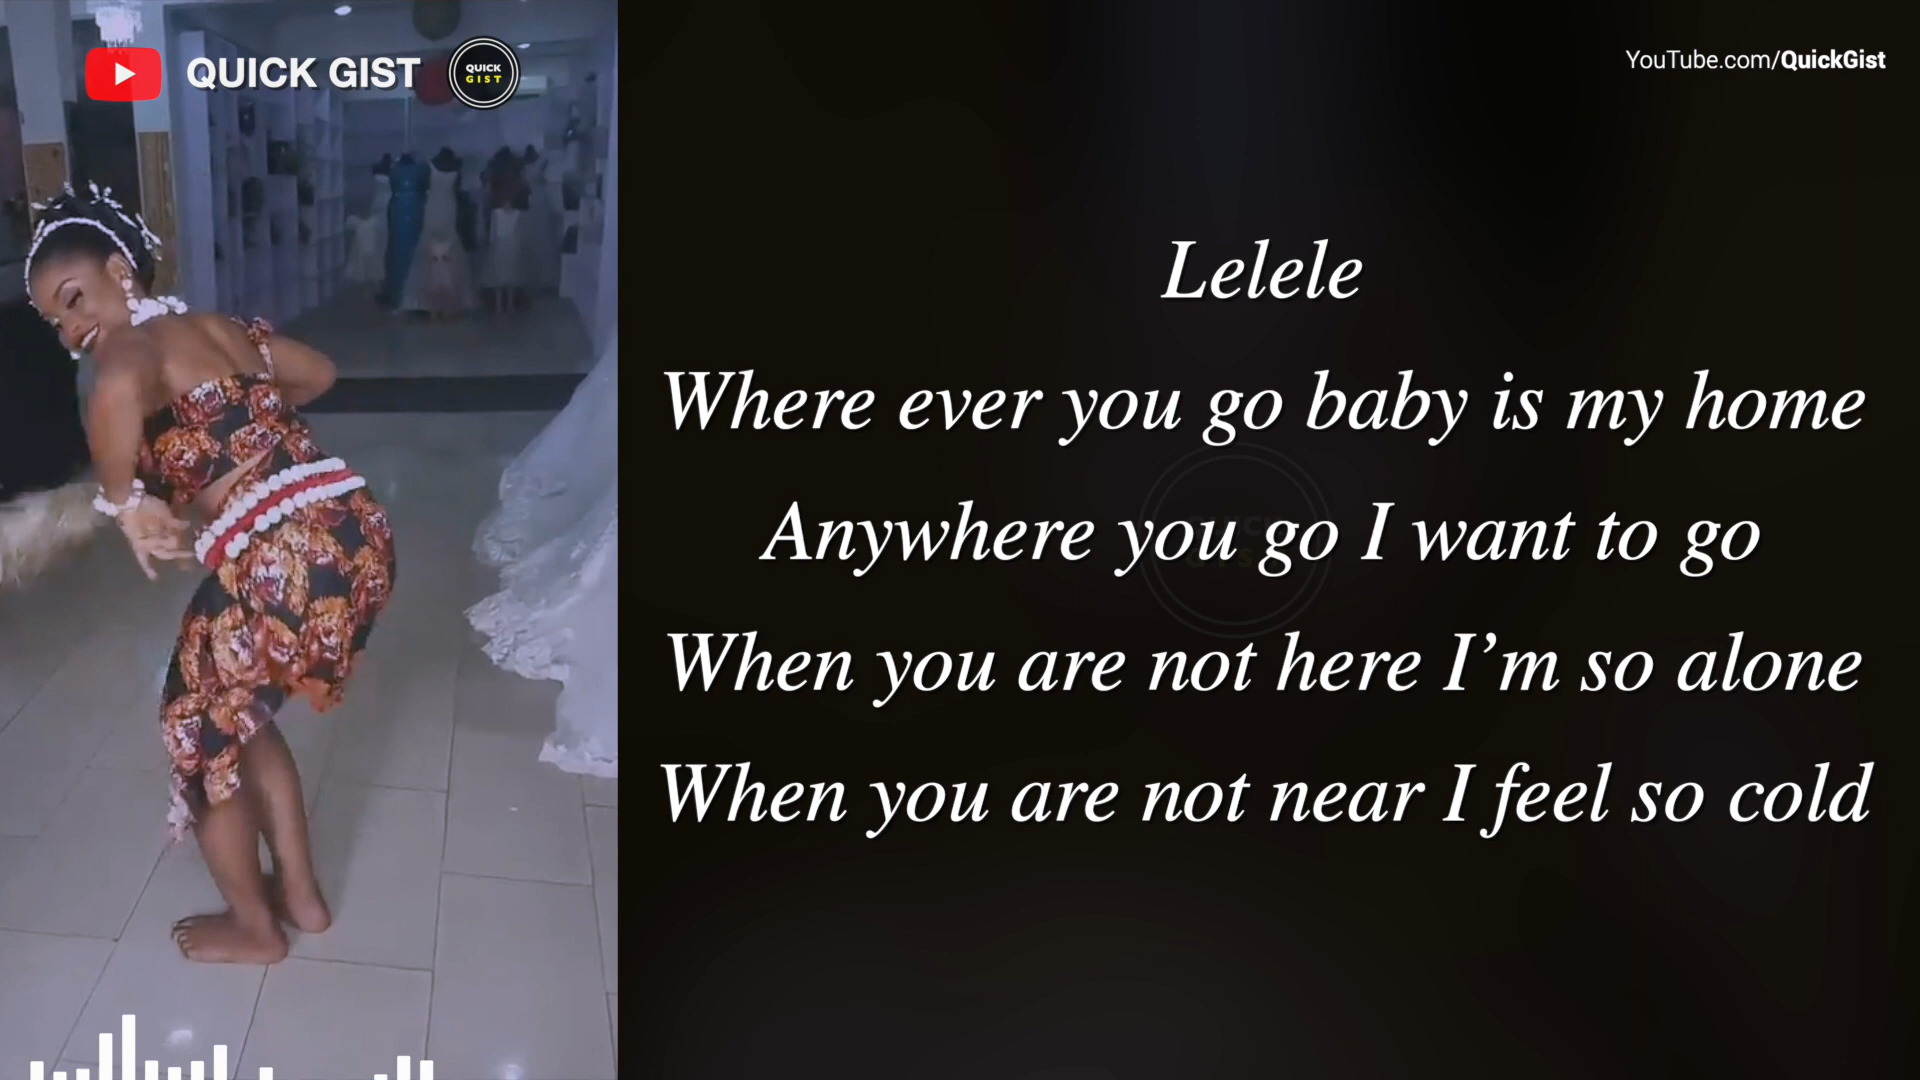 QUICK GIST
QUICK
GIST
YouTube.com/QuickGist
Lelele
Where ever you go baby is my home
Anywhere you go I want to go
When you are not here I’m so alone
When you are not near I feel so cold